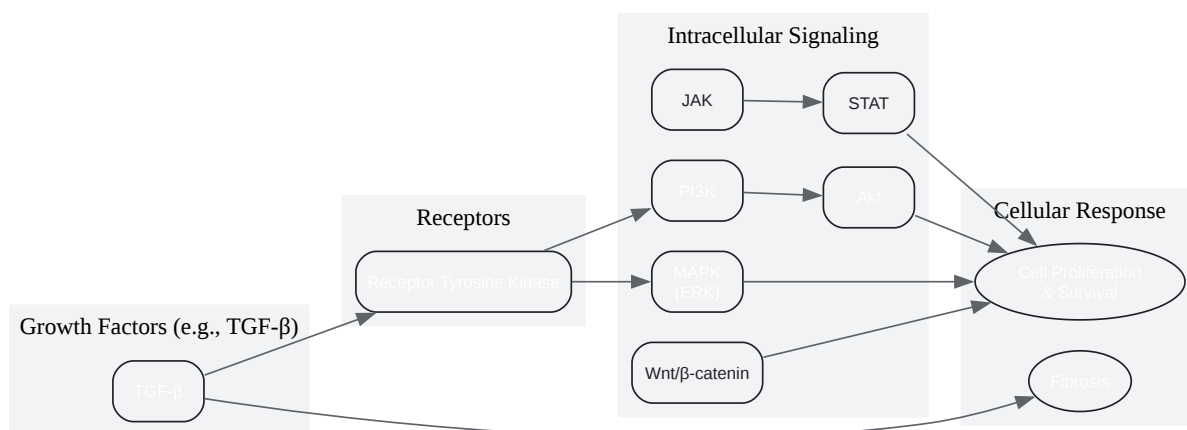 Intracellular Signaling
JAK
STAT
PI3K
Akt
Receptors
Cellular Response
Receptor Tyrosine Kinase
MAPK
(ERK)
Cell Proliferation
& Survival
Growth Factors (e.g., TGF-β)
TGF-β
Wnt/β-catenin
Fibrosis